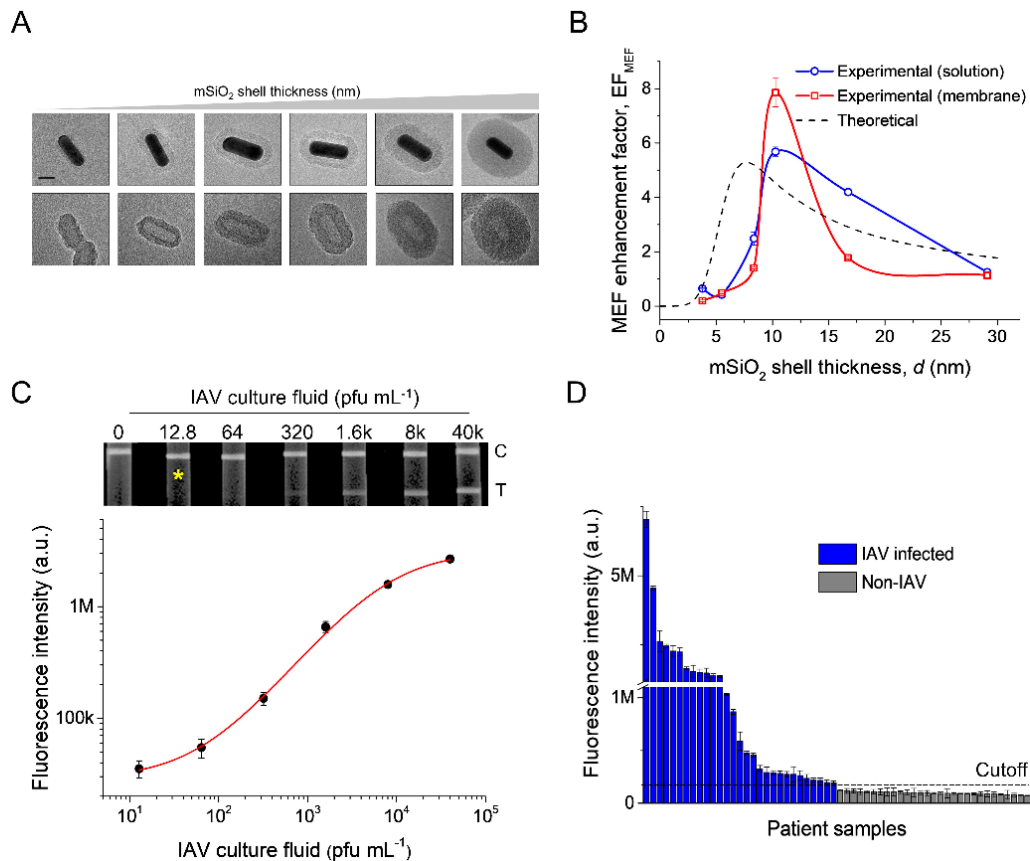 A
mSiO₂ shell thickness (nm)
B
MEF enhancement factor, EF_MEF
8
6
4
2
0
Experimental (solution)
Experimental (membrane)
Theoretical
0 5 10 15 20 25 30
mSiO₂ shell thickness, d (nm)
C
IAV culture fluid (pfu mL⁻¹)
0 12.8 64 320 1.6k 8k 40k
C
*
T
Fluorescence intensity (a.u.)
1M
100k
10¹ 10² 10³ 10⁴ 10⁵
IAV culture fluid (pfu mL⁻¹)
D
Fluorescence intensity (a.u.)
5M
1M
0
IAV infected
Non-IAV
Cutoff
Patient samples